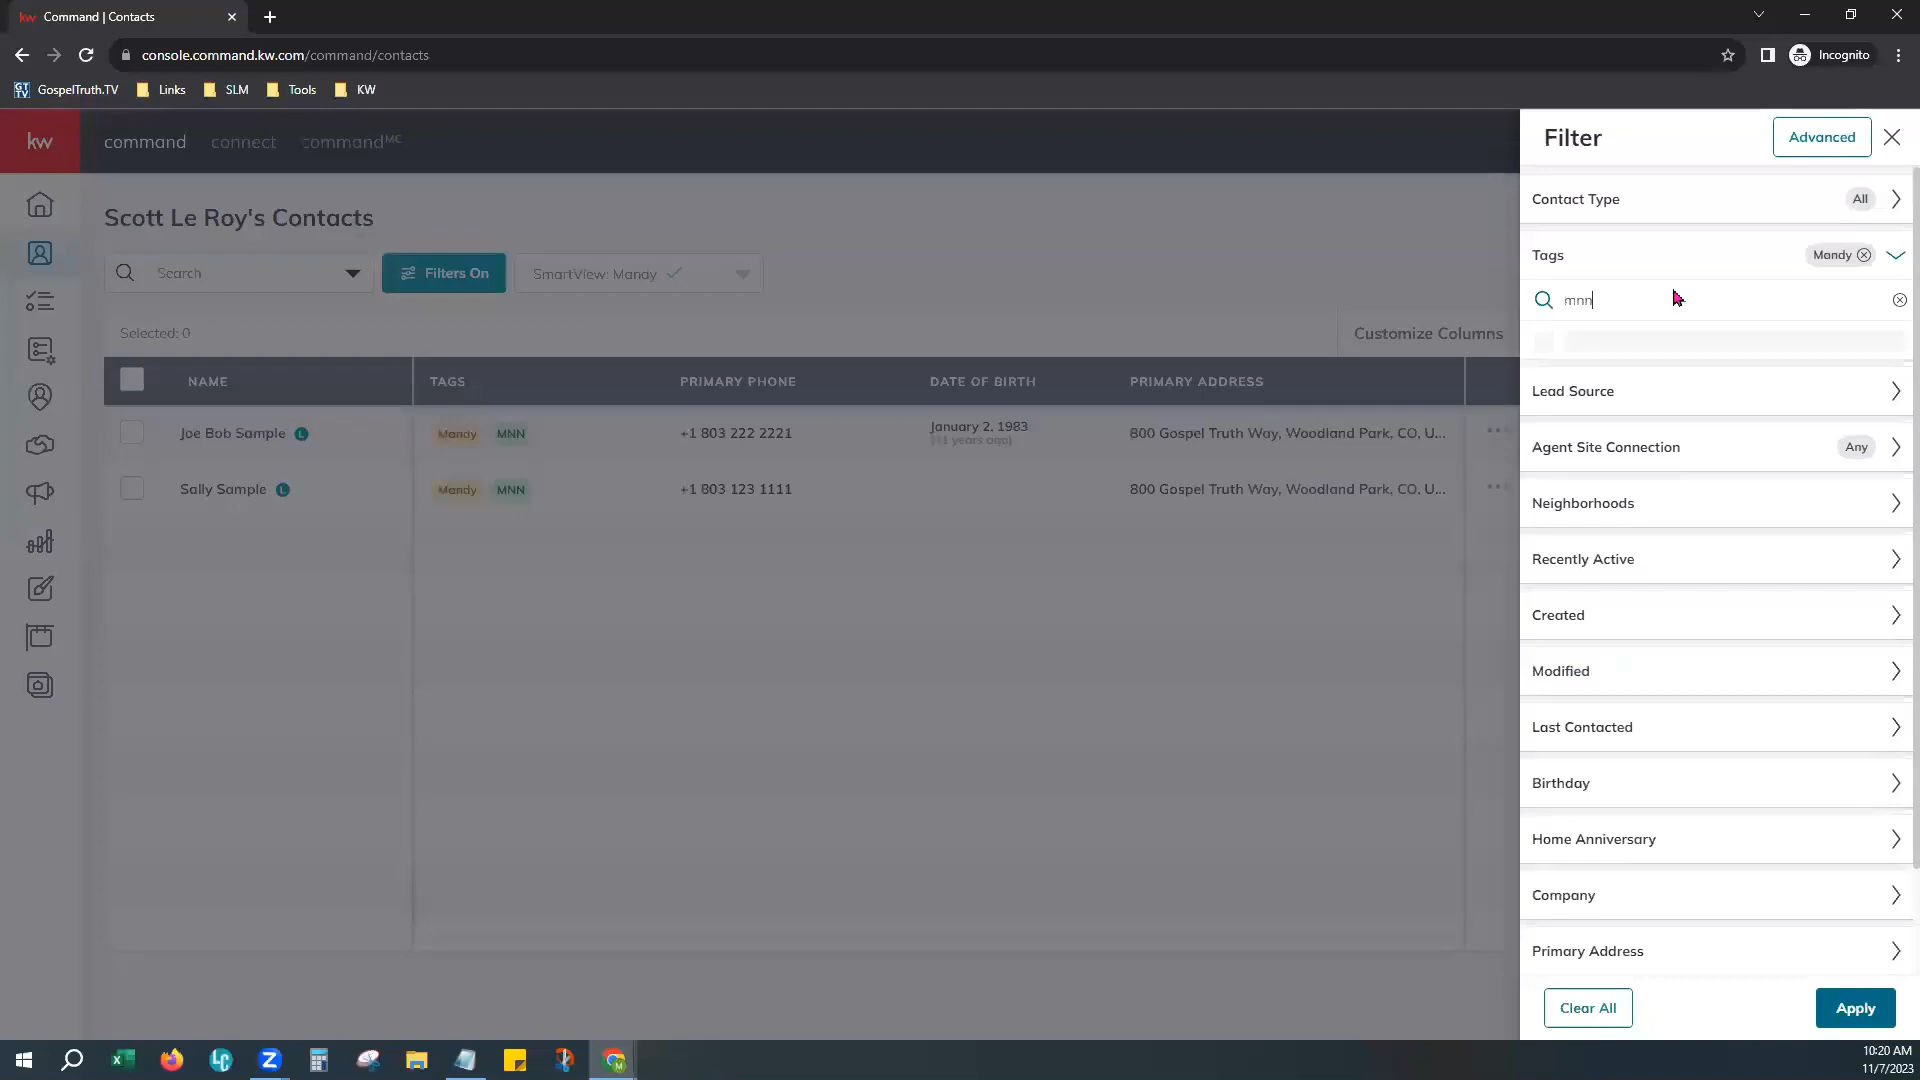 kw Command | Contacts
console.command.kw.com/command/contacts
Incognito
GT TV GospelTruth.TV Links SLM Tools KW
kw command connect commandMC
Filter Advanced
Scott Le Roy's Contacts
Search Filters On SmartView: Mandy
Selected: 0 Customize Columns
NAME TAGS PRIMARY PHONE DATE OF BIRTH PRIMARY ADDRESS
Joe Bob Sample L Mandy MNN +1 803 222 2221 January 2, 1983 800 Gospel Truth Way, Woodland Park, CO, U...
Sally Sample L Mandy MNN +1 803 123 1111 800 Gospel Truth Way, Woodland Park, CO, U...
Contact Type All
Tags Mandy
mnn
Lead Source
Agent Site Connection Any
Neighborhoods
Recently Active
Created
Modified
Last Contacted
Birthday
Home Anniversary
Company
Primary Address
Clear All Apply
10:20 AM
11/7/2023